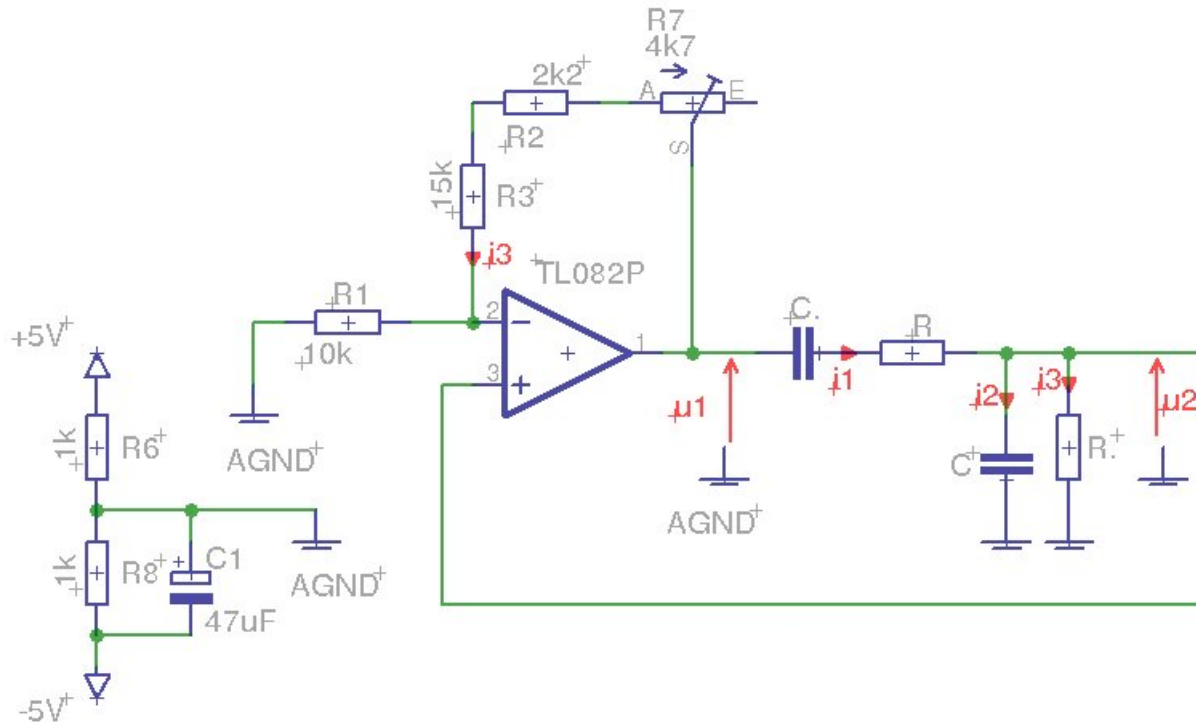 R7
4k7
2k2
A
E
R2
S
15k
R3
i3
TL082P
R1
2
1
10k
3
+5V
AGND
C.
R
i1
u1
i2
i3
u2
C
R.
AGND
1k
R6
1k
R8
C1
AGND
47uF
-5V